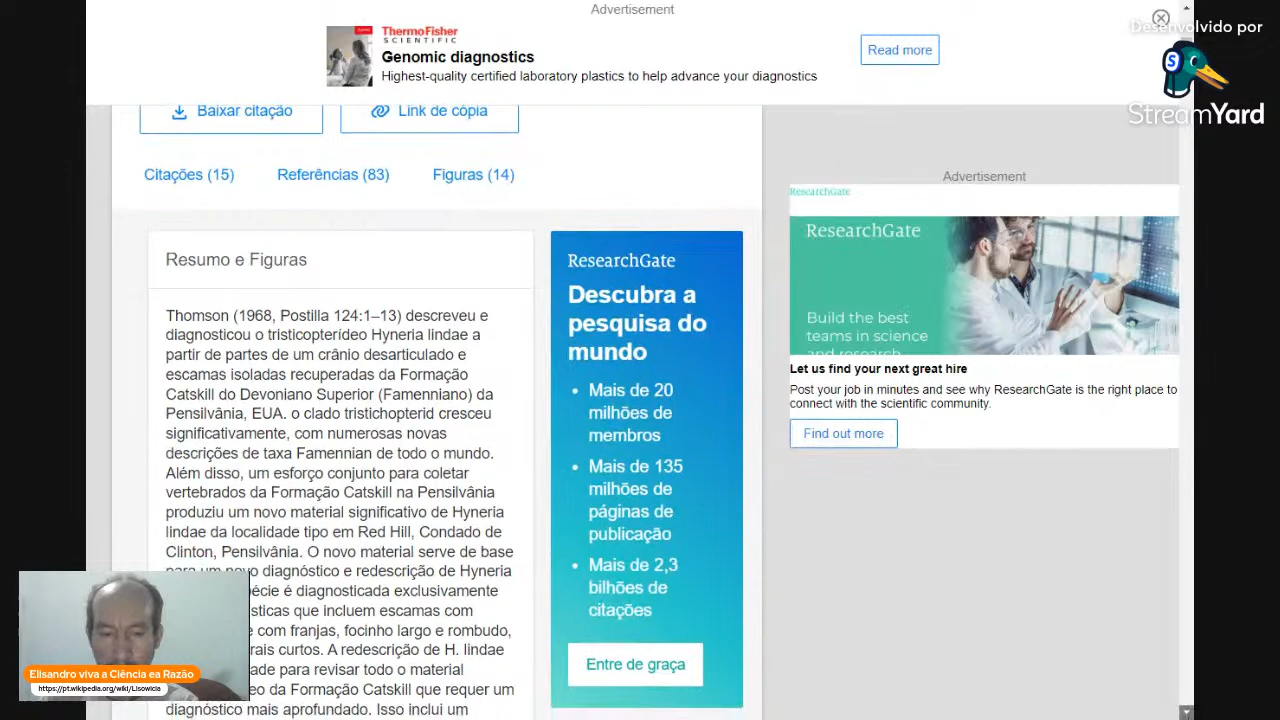 Advertisement
ThermoFisher
SCIENTIFIC
Genomic diagnostics
Highest-quality certified laboratory plastics to help advance your diagnostics
Read more
Desenvolvido por
StreamYard
Baixar citação
Link de cópia
Citações (15)
Referências (83)
Figuras (14)
Resumo e Figuras
Thomson (1968, Postilla 124:1–13) descreveu e
diagnosticou o tristicopterídeo Hyneria lindae a
partir de partes de um crânio desarticulado e
escamas isoladas recuperadas da Formação
Catskill do Devoniano Superior (Famenniano) da
Pensilvânia, EUA. o clado tristichopterid cresceu
significativamente, com numerosas novas
descrições de taxa Famennian de todo o mundo.
Além disso, um esforço conjunto para coletar
vertebrados da Formação Catskill na Pensilvânia
produziu um novo material significativo de Hyneria
lindae da localidade tipo em Red Hill, Condado de
Clinton, Pensilvânia. O novo material serve de base
para um novo diagnóstico e redescrição de Hyneria
écie é diagnosticada exclusivamente
sticas que incluem escamas com
com franjas, focinho largo e rombudo,
rais curtos. A redescrição de H. lindae
ade para revisar todo o material
eo da Formação Catskill que requer um
diagnóstico mais aprofundado. Isso inclui um
ResearchGate
Descubra a
pesquisa do
mundo
• Mais de 20
milhões de
membros
• Mais de 135
milhões de
páginas de
publicação
• Mais de 2,3
bilhões de
citações
Entre de graça
Advertisement
ResearchGate
ResearchGate
Build the best
teams in science
and research
Let us find your next great hire
Post your job in minutes and see why ResearchGate is the right place to
connect with the scientific community.
Find out more
Elisandro viva a Ciência ea Razão
https://pt.wikipedia.org/wiki/Lisowicia